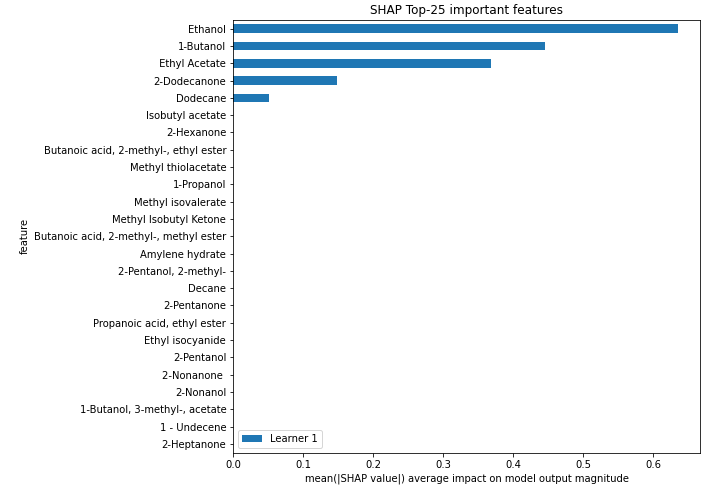 SHAP Top-25 important features
Ethanol
1-Butanol
Ethyl Acetate
2-Dodecanone
Dodecane
Isobutyl acetate
2-Hexanone
Butanoic acid, 2-methyl-, ethyl ester
Methyl thiolacetate
1-Propanol
Methyl isovalerate
Methyl Isobutyl Ketone
Butanoic acid, 2-methyl-, methyl ester
Amylene hydrate
2-Pentanol, 2-methyl-
Decane
2-Pentanone
Propanoic acid, ethyl ester
Ethyl isocyanide
2-Pentanol
2-Nonanone
2-Nonanol
1-Butanol, 3-methyl-, acetate
1 - Undecene
2-Heptanone
feature
Learner 1
0.0 0.1 0.2 0.3 0.4 0.5 0.6
mean(|SHAP value|) average impact on model output magnitude